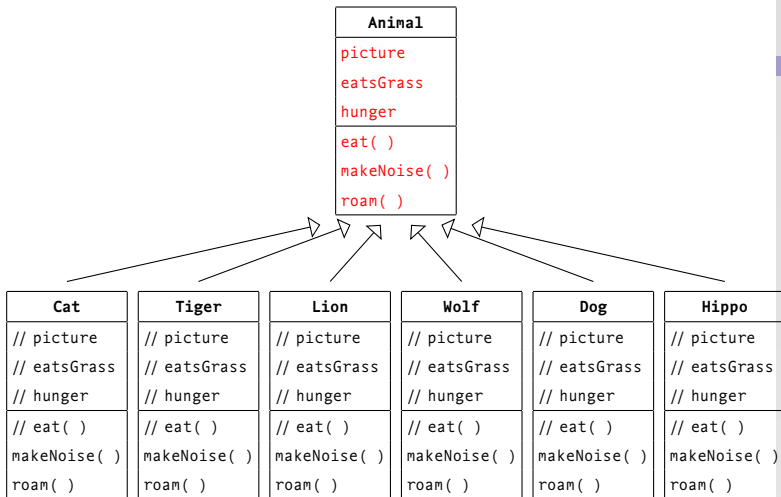 Animal
picture
eatsGrass
hunger
eat( )
makeNoise( )
roam( )
Cat
// picture
// eatsGrass
// hunger
// eat( )
makeNoise( )
roam( )
Tiger
// picture
// eatsGrass
// hunger
// eat( )
makeNoise( )
roam( )
Lion
// picture
// eatsGrass
// hunger
// eat( )
makeNoise( )
roam( )
Wolf
// picture
// eatsGrass
// hunger
// eat( )
makeNoise( )
roam( )
Dog
// picture
// eatsGrass
// hunger
// eat( )
makeNoise( )
roam( )
Hippo
// picture
// eatsGrass
// hunger
// eat( )
makeNoise( )
roam( )